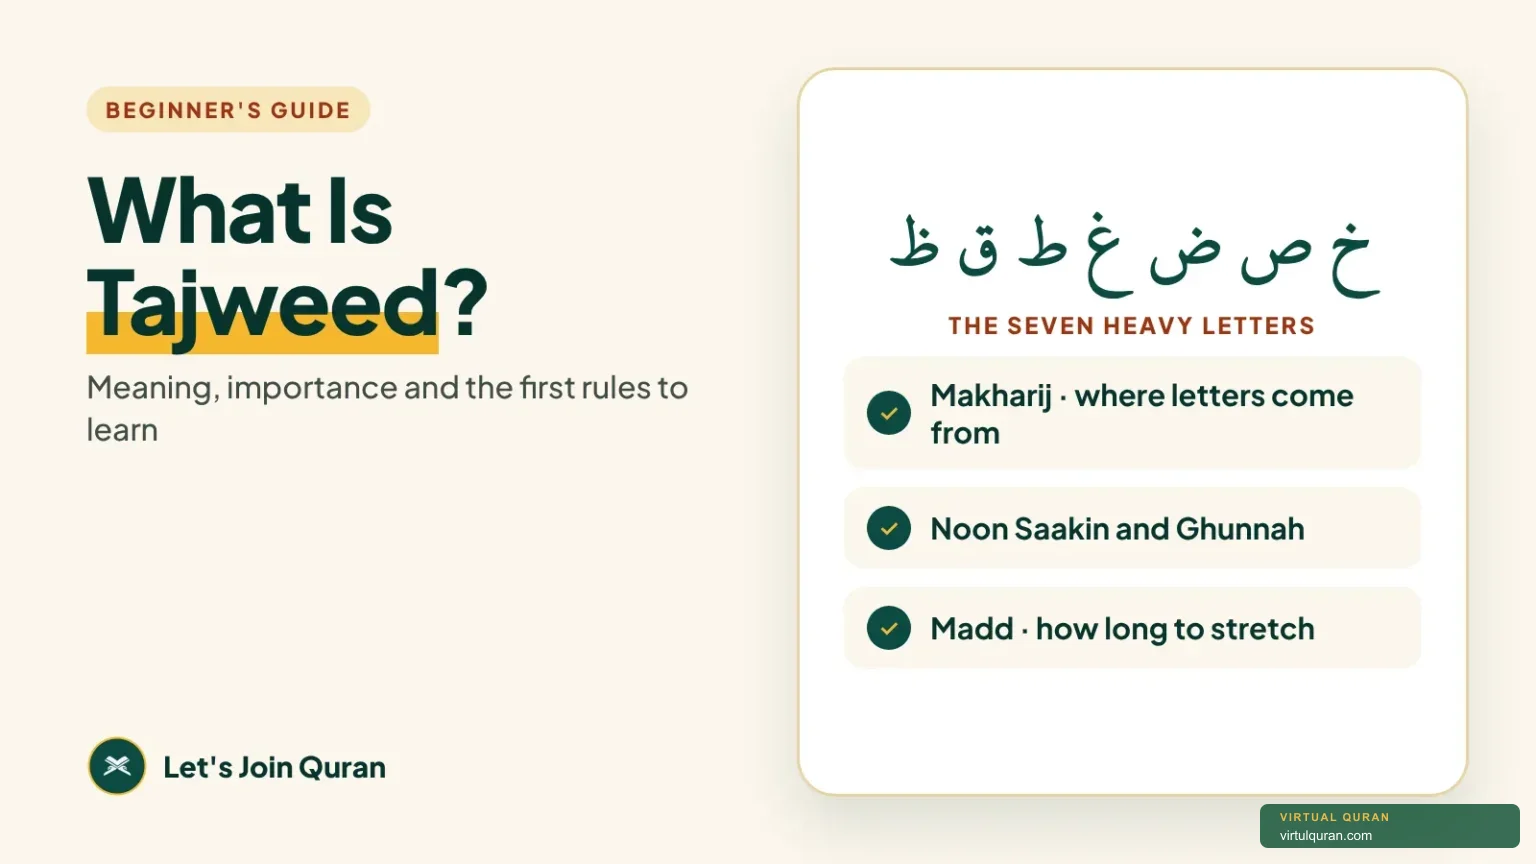 BEGINNER'S GUIDE
What Is
Tajweed?
Meaning, importance and the first rules to
learn
Let's Join Quran
خ ص ض غ ط ق ظ
THE SEVEN HEAVY LETTERS
Makharij · where letters come
from
Noon Saakin and Ghunnah
Madd · how long to stretch
VIRTUAL QURAN
virtulquran.com